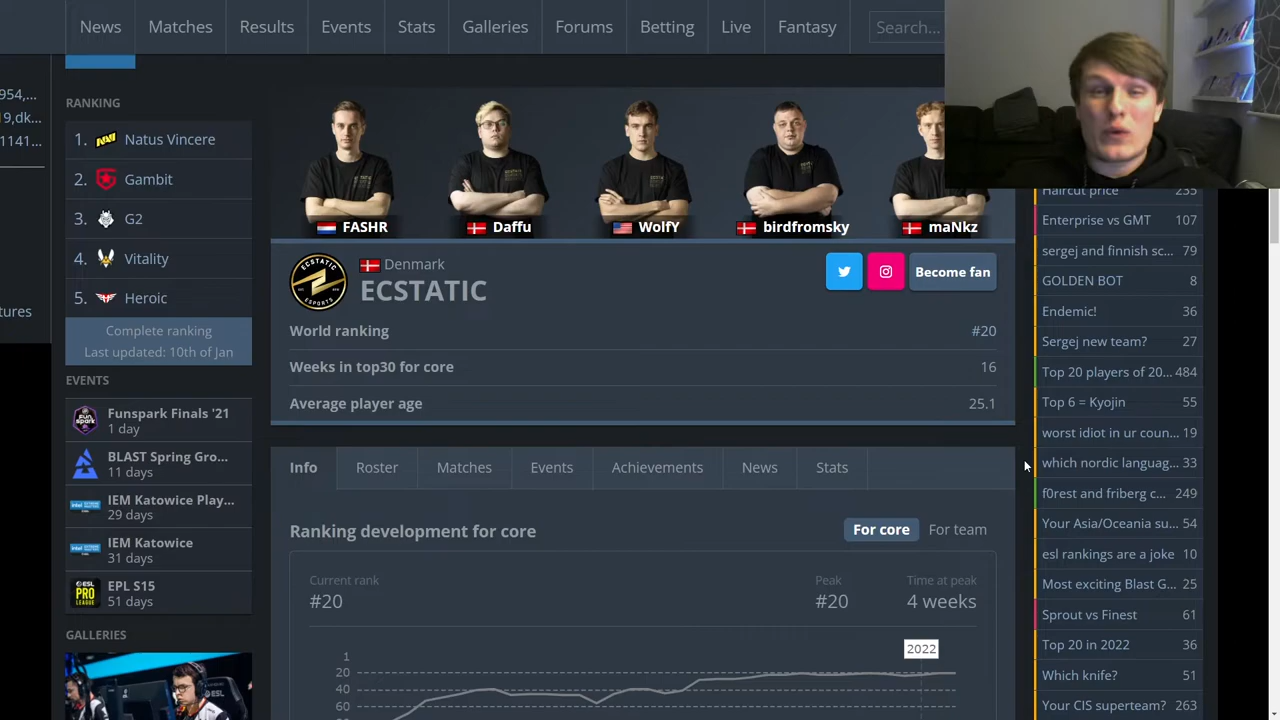 News Matches Results Events Stats Galleries Forums Betting Live Fantasy Search...
954,...
19,dk...
1141...
tures
RANKING
1. Natus Vincere
2. Gambit
3. G2
4. Vitality
5. Heroic
Complete ranking
Last updated: 10th of Jan
EVENTS
Funspark Finals '21
1 day
BLAST Spring Gro...
11 days
IEM Katowice Play...
29 days
IEM Katowice
31 days
EPL S15
51 days
GALLERIES
FASHR Daffu WolfY birdfromsky maNkz
Denmark
ECSTATIC
Become fan
World ranking #20
Weeks in top30 for core 16
Average player age 25.1
Info Roster Matches Events Achievements News Stats
Ranking development for core For core For team
Current rank Peak Time at peak
#20 #20 4 weeks
2022
1
20
40
60
Haircut price 255
Enterprise vs GMT 107
sergej and finnish sc... 79
GOLDEN BOT 8
Endemic! 36
Sergej new team? 27
Top 20 players of 20... 484
Top 6 = Kyojin 55
worst idiot in ur coun... 19
which nordic languag... 33
f0rest and friberg c... 249
Your Asia/Oceania su... 54
esl rankings are a joke 10
Most exciting Blast G... 25
Sprout vs Finest 61
Top 20 in 2022 36
Which knife? 51
Your CIS superteam? 263